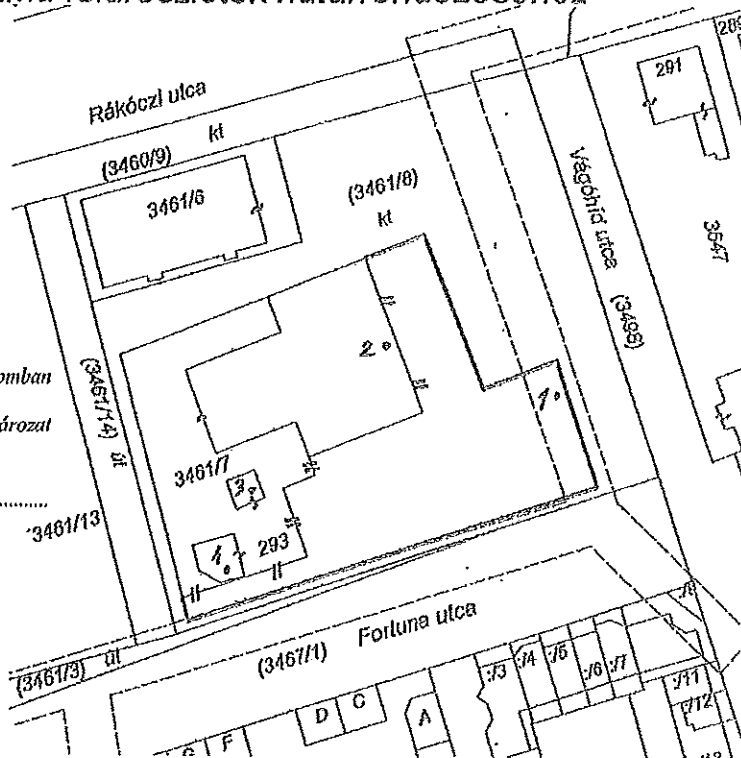 289
291
Rákóczi utca
kt
(3460/9)
3461/6
(3461/8)
kt
Vágóhíd utca
(3498)
3547
2.
1.
omban
ározat
(3461/14) út
3461/7
3.
3461/13
293
(3461/3) út
(3467/1)
Fortuna utca
:/3
:/4
:/5
:/6
:/7
:/8
:/11
:/12
A
C
D
F